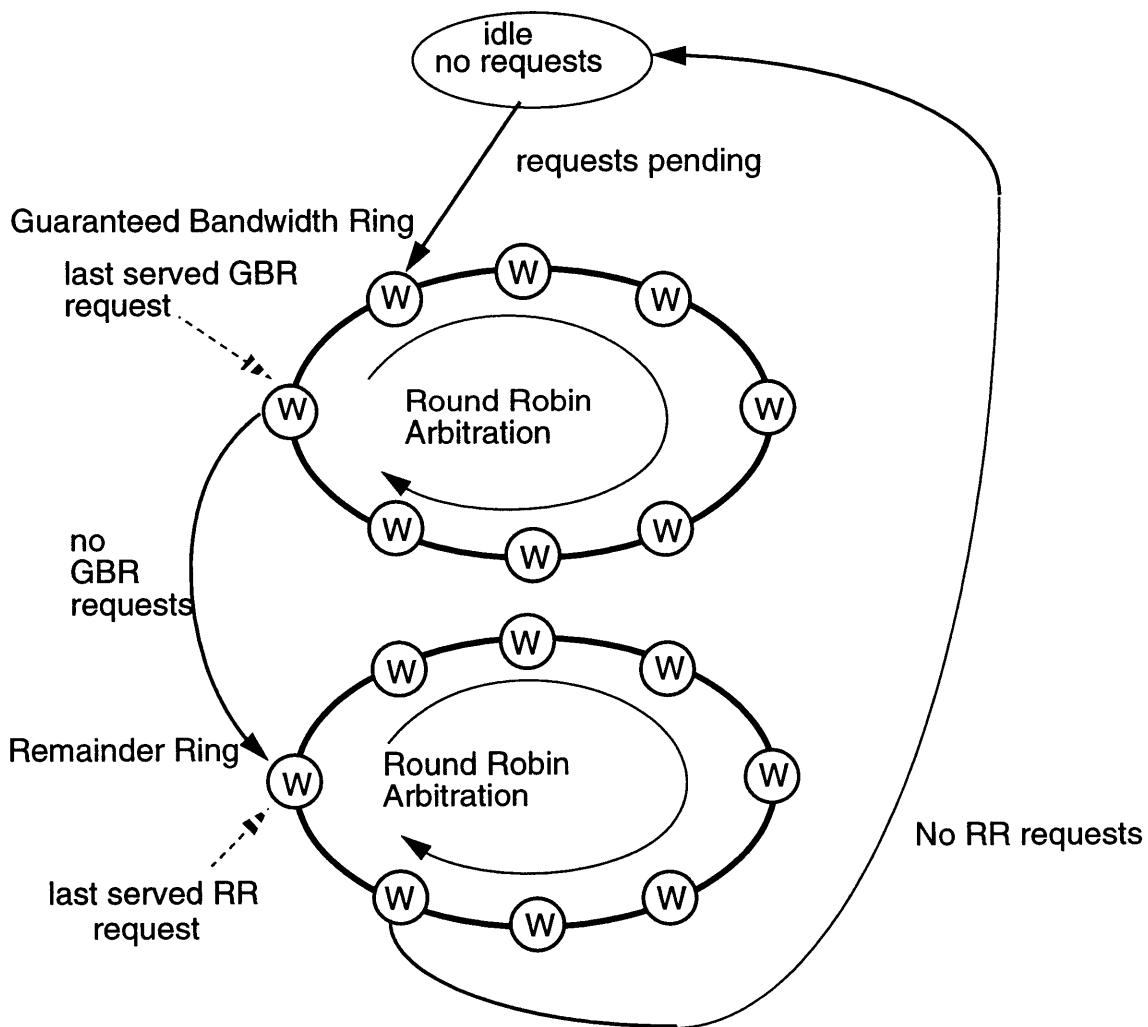 idle
no requests
requests pending
Guaranteed Bandwidth Ring
last served GBR
request
W
W
W
W
W
W
W
W
Round Robin
Arbitration
no
GBR
requests
Remainder Ring
W
W
W
W
W
W
W
W
Round Robin
Arbitration
No RR requests
last served RR
request